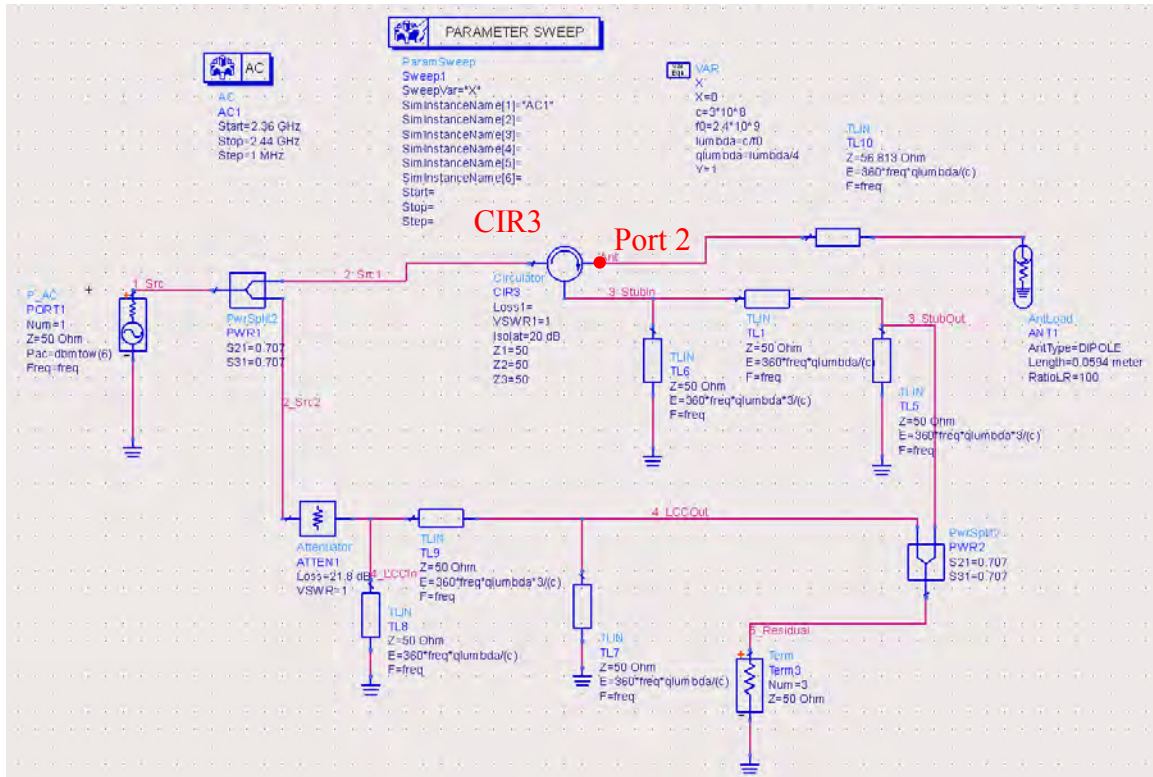 PARAMETER SWEEP
ParamSweep
Sweep1
SweepVar="X"
SimInstanceName[1]="AC1"
SimInstanceName[2]=
SimInstanceName[3]=
SimInstanceName[4]=
SimInstanceName[5]=
SimInstanceName[6]=
Start=
Stop=
Step=
AC
AC
AC1
Start=2.36 GHz
Stop=2.44 GHz
Step=1 MHz
Var
Eqn
VAR
X
X=0
c=3*10^8
f0=2.4*10^9
lumbda=c/f0
qlumbda=lumbda/4
Y=1
TLIN
TL10
Z=56.813 Ohm
E=360*freq*qlumbda/(c)
F=freq
CIR3
Port 2
Ant
1_Src
2_Src1
P_AC
PORT1
Num=1
Z=50 Ohm
Pac=dbmtow(6)
Freq=freq
PwrSplit2
PWR1
S21=0.707
S31=0.707
Circulator
CIR3
Loss1=
VSWR1=1
Isolat=20 dB
Z1=50
Z2=50
Z3=50
3_StubIn
TLIN
TL1
Z=50 Ohm
E=360*freq*qlumbda/(c)
F=freq
3_StubOut
AntLoad
ANT1
AntType=DIPOLE
Length=0.0594 meter
RatioLR=100
TLIN
TL6
Z=50 Ohm
E=360*freq*qlumbda*3/(c)
F=freq
TLIN
TL5
Z=50 Ohm
E=360*freq*qlumbda*3/(c)
F=freq
2_Src2
4_LCCOut
Attenuator
ATTEN1
Loss=21.8 dB
VSWR=1
4_LCCIn
TLIN
TL9
Z=50 Ohm
E=360*freq*qlumbda*3/(c)
F=freq
PwrSplit2
PWR2
S21=0.707
S31=0.707
TLIN
TL8
Z=50 Ohm
E=360*freq*qlumbda/(c)
F=freq
TLIN
TL7
Z=50 Ohm
E=360*freq*qlumbda/(c)
F=freq
5_Residual
Term
Term3
Num=3
Z=50 Ohm